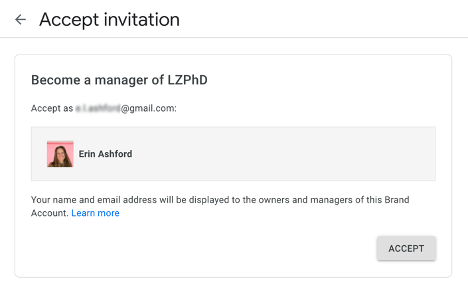 Accept invitation
Become a manager of LZPhD
Accept as @gmail.com:
Erin Ashford
Your name and email address will be displayed to the owners and managers of this Brand
Account. Learn more
ACCEPT